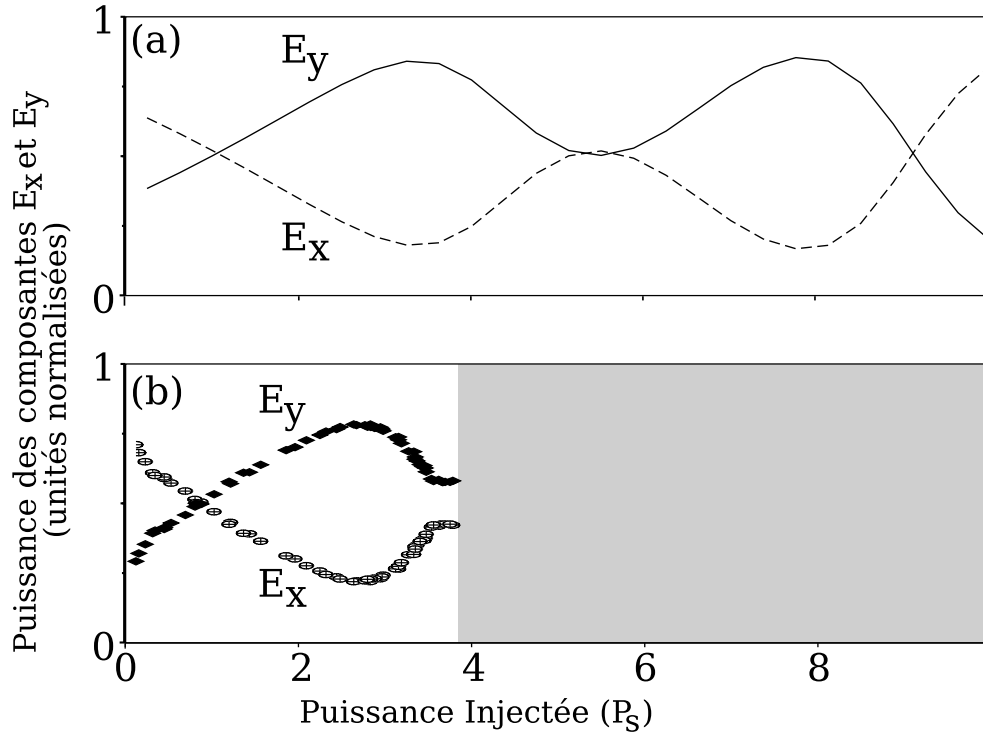 Puissance des composantes Ex et Ey
(unités normalisées)
1
(a)
Ey
Ex
0
1
(b)
Ey
Ex
0
0 2 4 6 8
Puissance Injectée (Ps)